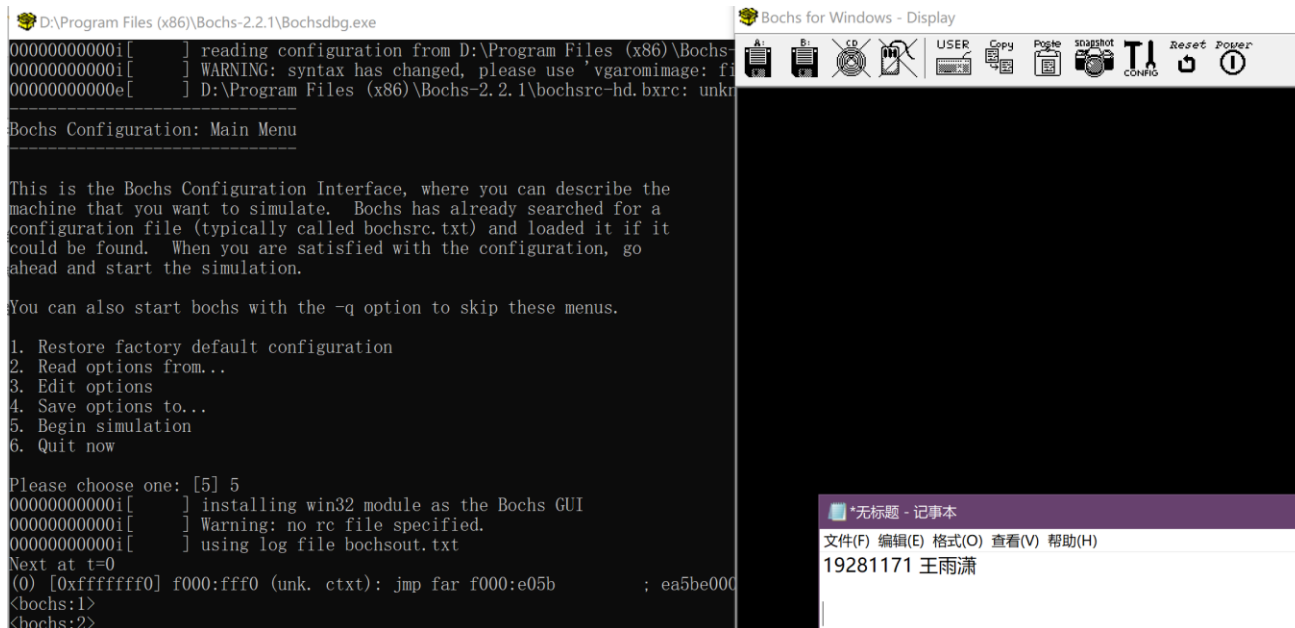 D:\Program Files (x86)\Bochs-2.2.1\Bochsdbg.exe
00000000000i[     ] reading configuration from D:\Program Files (x86)\Bochs-
00000000000i[     ] WARNING: syntax has changed, please use 'vgaromimage: fi
00000000000e[     ] D:\Program Files (x86)\Bochs-2.2.1\bochsrc-hd.bxrc: unkn
------------------------------
Bochs Configuration: Main Menu
------------------------------
This is the Bochs Configuration Interface, where you can describe the
machine that you want to simulate.  Bochs has already searched for a
configuration file (typically called bochsrc.txt) and loaded it if it
could be found.  When you are satisfied with the configuration, go
ahead and start the simulation.
You can also start bochs with the -q option to skip these menus.
1. Restore factory default configuration
2. Read options from...
3. Edit options
4. Save options to...
5. Begin simulation
6. Quit now
Please choose one: [5] 5
00000000000i[     ] installing win32 module as the Bochs GUI
00000000000i[     ] Warning: no rc file specified.
00000000000i[     ] using log file bochsout.txt
Next at t=0
(0) [0xfffffff0] f000:fff0 (unk. ctxt): jmp far f000:e05b         ; ea5be000
<bochs:1>
<bochs:2>
Bochs for Windows - Display
A: B: CD USER Copy Poste snapshot CONFIG Reset Power
*无标题 - 记事本
文件(F) 编辑(E) 格式(O) 查看(V) 帮助(H)
19281171 王雨潇